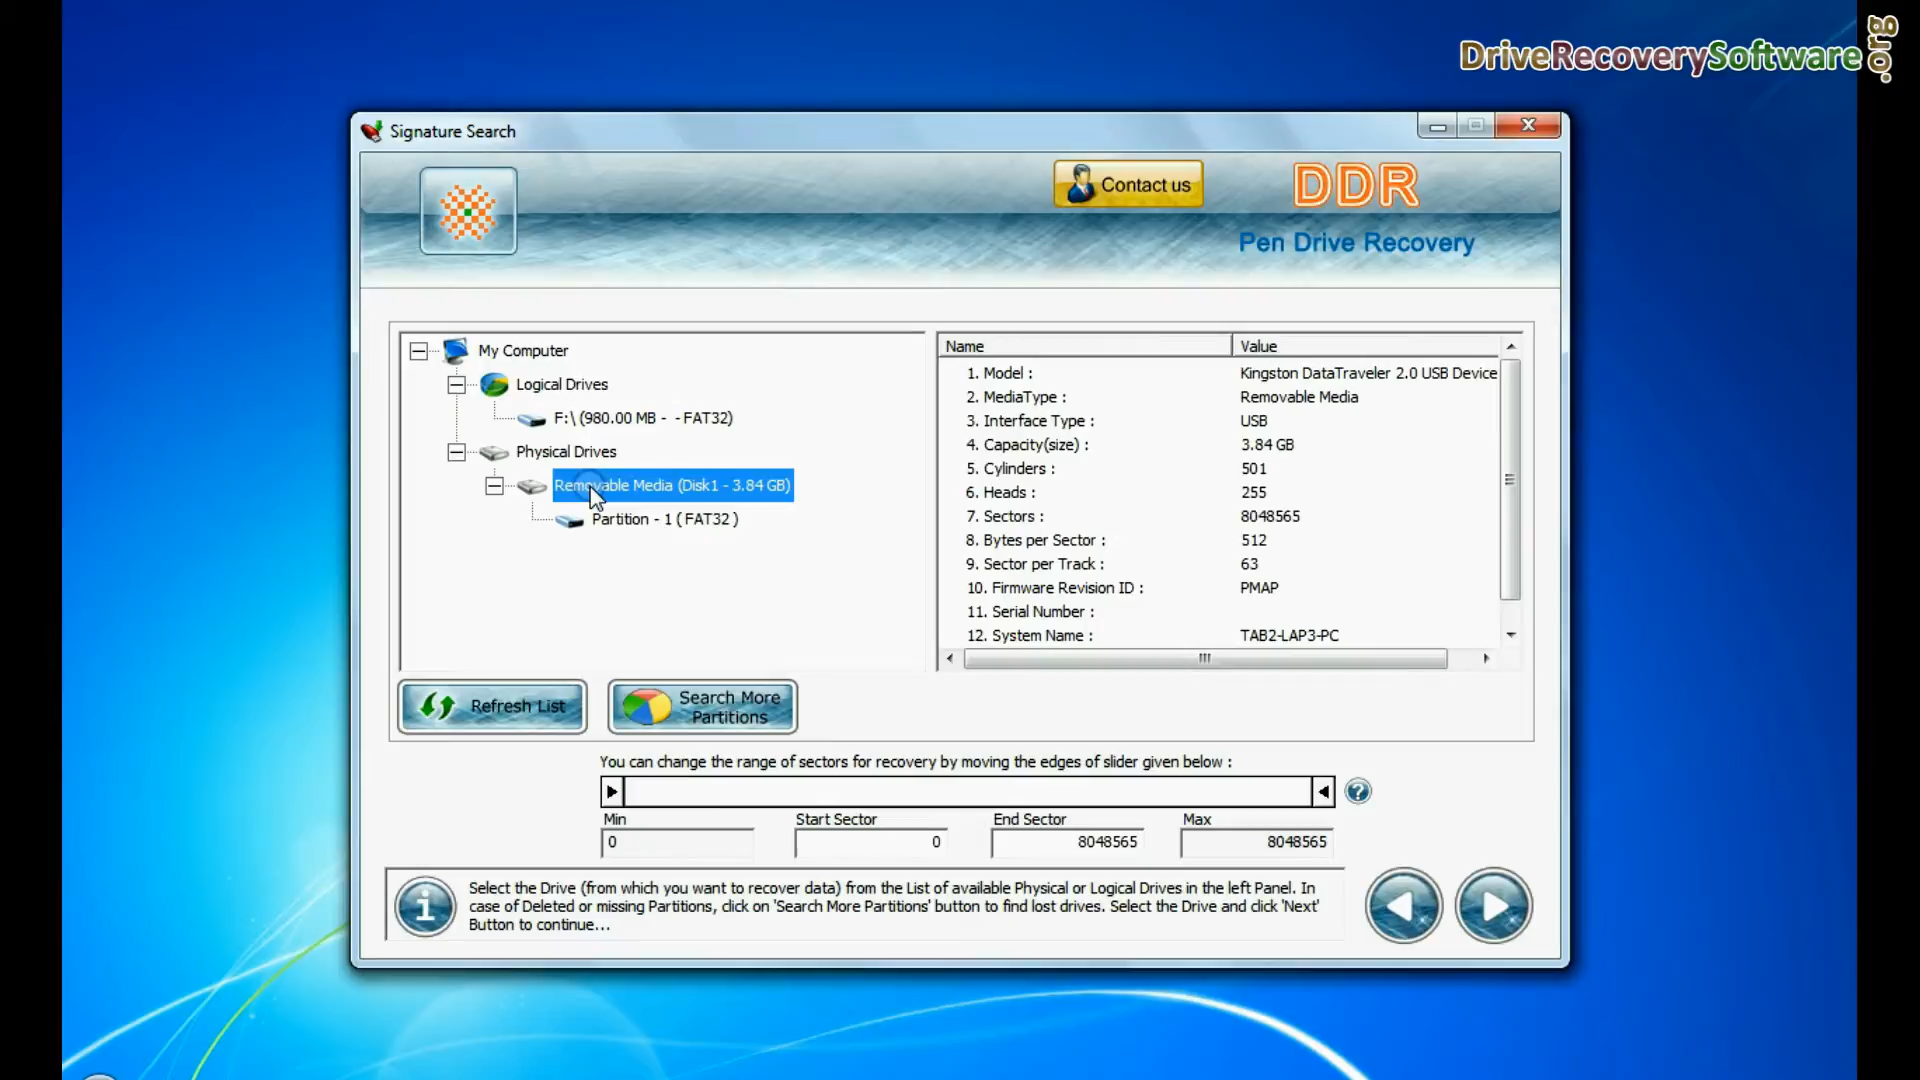 DriveRecoverySoftware.org
Signature Search
Contact us
DDR
Pen Drive Recovery
My Computer
Logical Drives
F:\ (980.00 MB -  - FAT32)
Physical Drives
Removable Media (Disk1 - 3.84 GB)
Partition - 1 ( FAT32 )
Name Value
1. Model : Kingston DataTraveler 2.0 USB Device
2. MediaType : Removable Media
3. Interface Type : USB
4. Capacity(size) : 3.84 GB
5. Cylinders : 501
6. Heads : 255
7. Sectors : 8048565
8. Bytes per Sector : 512
9. Sector per Track : 63
10. Firmware Revision ID : PMAP
11. Serial Number :
12. System Name : TAB2-LAP3-PC
Refresh List
Search More
Partitions
You can change the range of sectors for recovery by moving the edges of slider given below :
Min Start Sector End Sector Max
0 0 8048565 8048565
Select the Drive (from which you want to recover data) from the List of available Physical or Logical Drives in the left Panel. In
case of Deleted or missing Partitions, click on 'Search More Partitions' button to find lost drives. Select the Drive and click 'Next'
Button to continue...